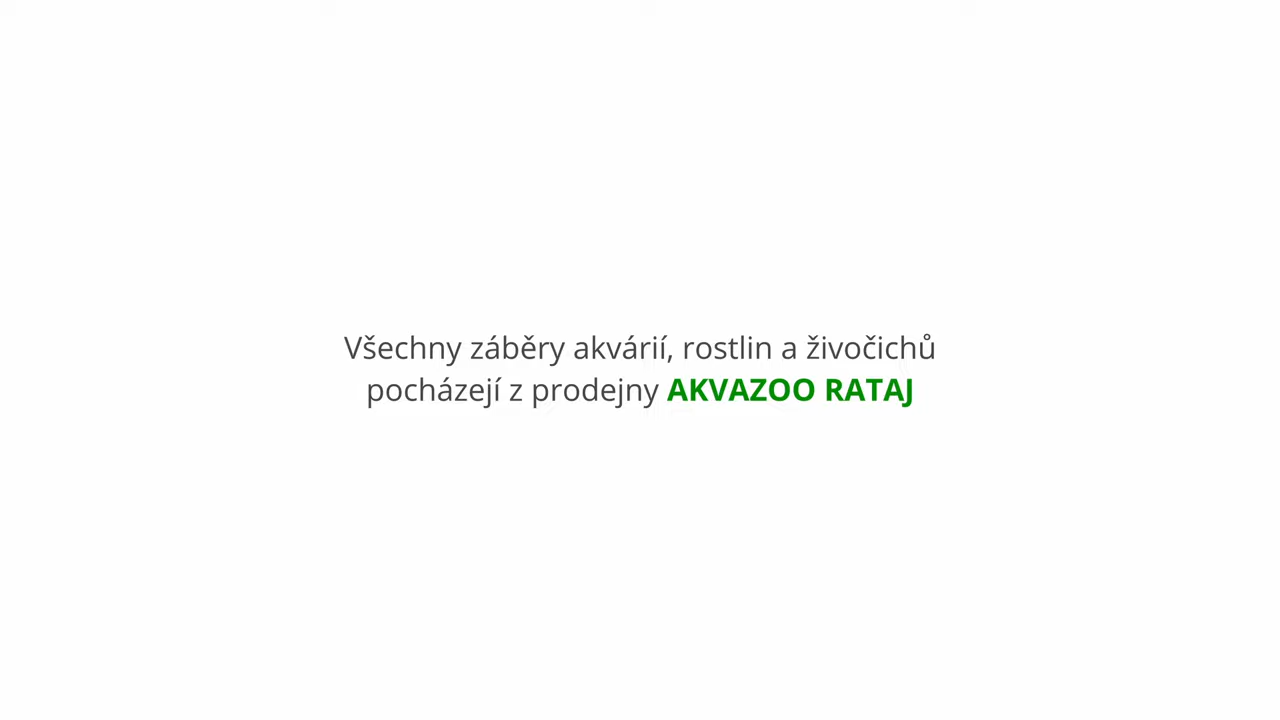 Všechny záběry akvárií, rostlin a živočichů
pocházejí z prodejny AKVAZOO RATAJ